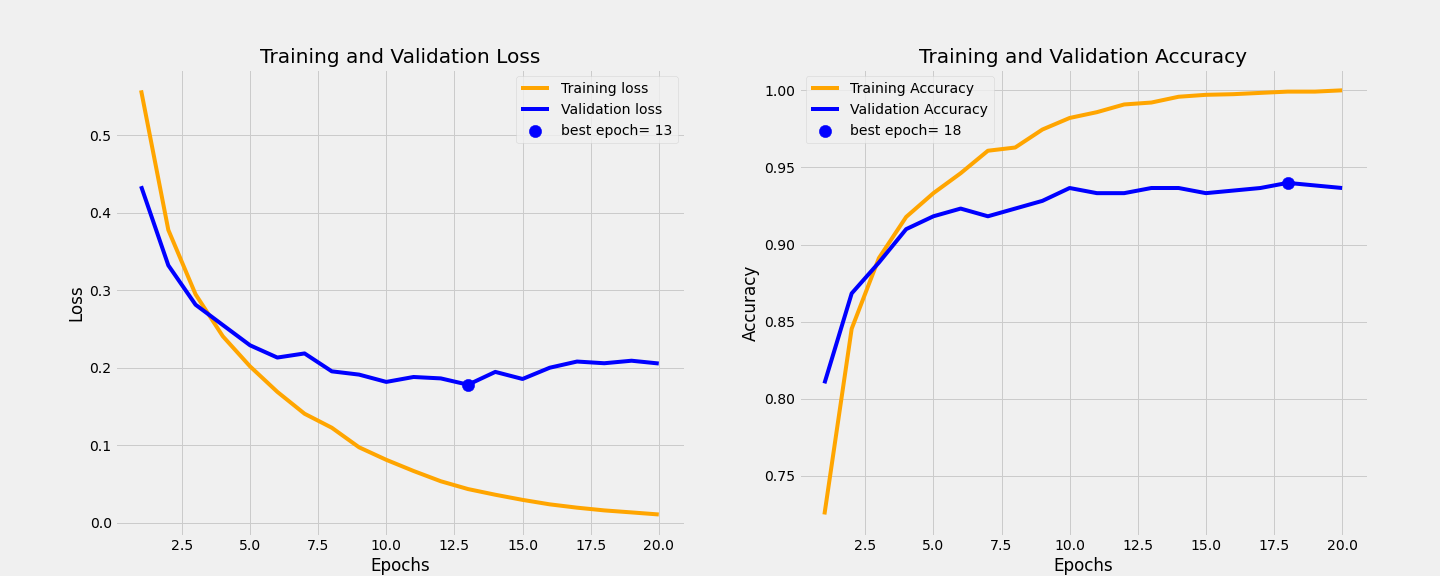 Training and Validation Loss
Training loss
Validation loss
best epoch= 13
0.5
0.4
0.3
0.2
0.1
0.0
Loss
2.5 5.0 7.5 10.0 12.5 15.0 17.5 20.0
Epochs
Training and Validation Accuracy
Training Accuracy
Validation Accuracy
best epoch= 18
1.00
0.95
0.90
0.85
0.80
0.75
Accuracy
2.5 5.0 7.5 10.0 12.5 15.0 17.5 20.0
Epochs